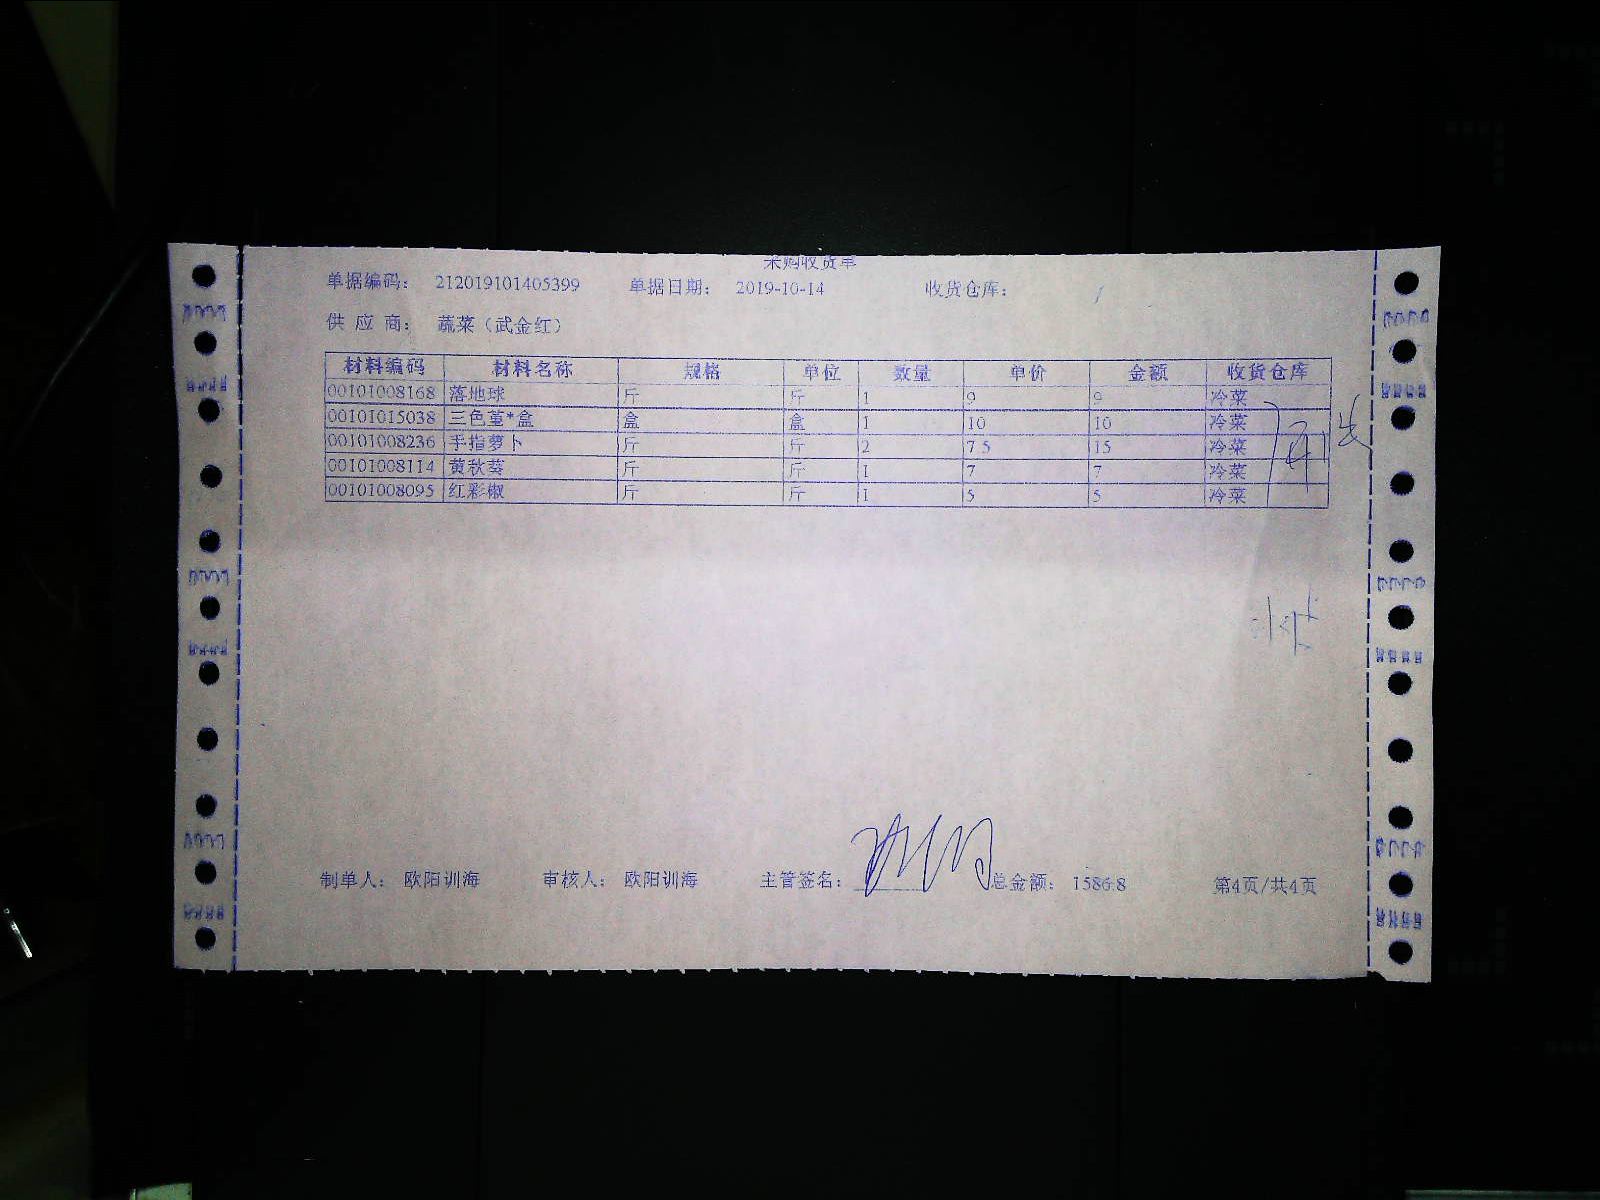 采购收货单
单据编码： 212019101405399 单据日期： 2019-10-14 收货仓库：
供 应 商： 蔬菜（武金红）
材料编码 材料名称 规格 单位 数量 单价 金额 收货仓库
00101008168 落地球 斤 斤 1 9 9 冷菜
00101015038 三色堇*盒 盒 盒 1 10 10 冷菜
00101008236 手指萝卜 斤 斤 2 7.5 15 冷菜
00101008114 黄秋葵 斤 斤 1 7 7 冷菜
00101008095 红彩椒 斤 斤 1 5 5 冷菜
制单人： 欧阳训海 审核人： 欧阳训海 主管签名： 总金额： 1586.8 第4页/共4页